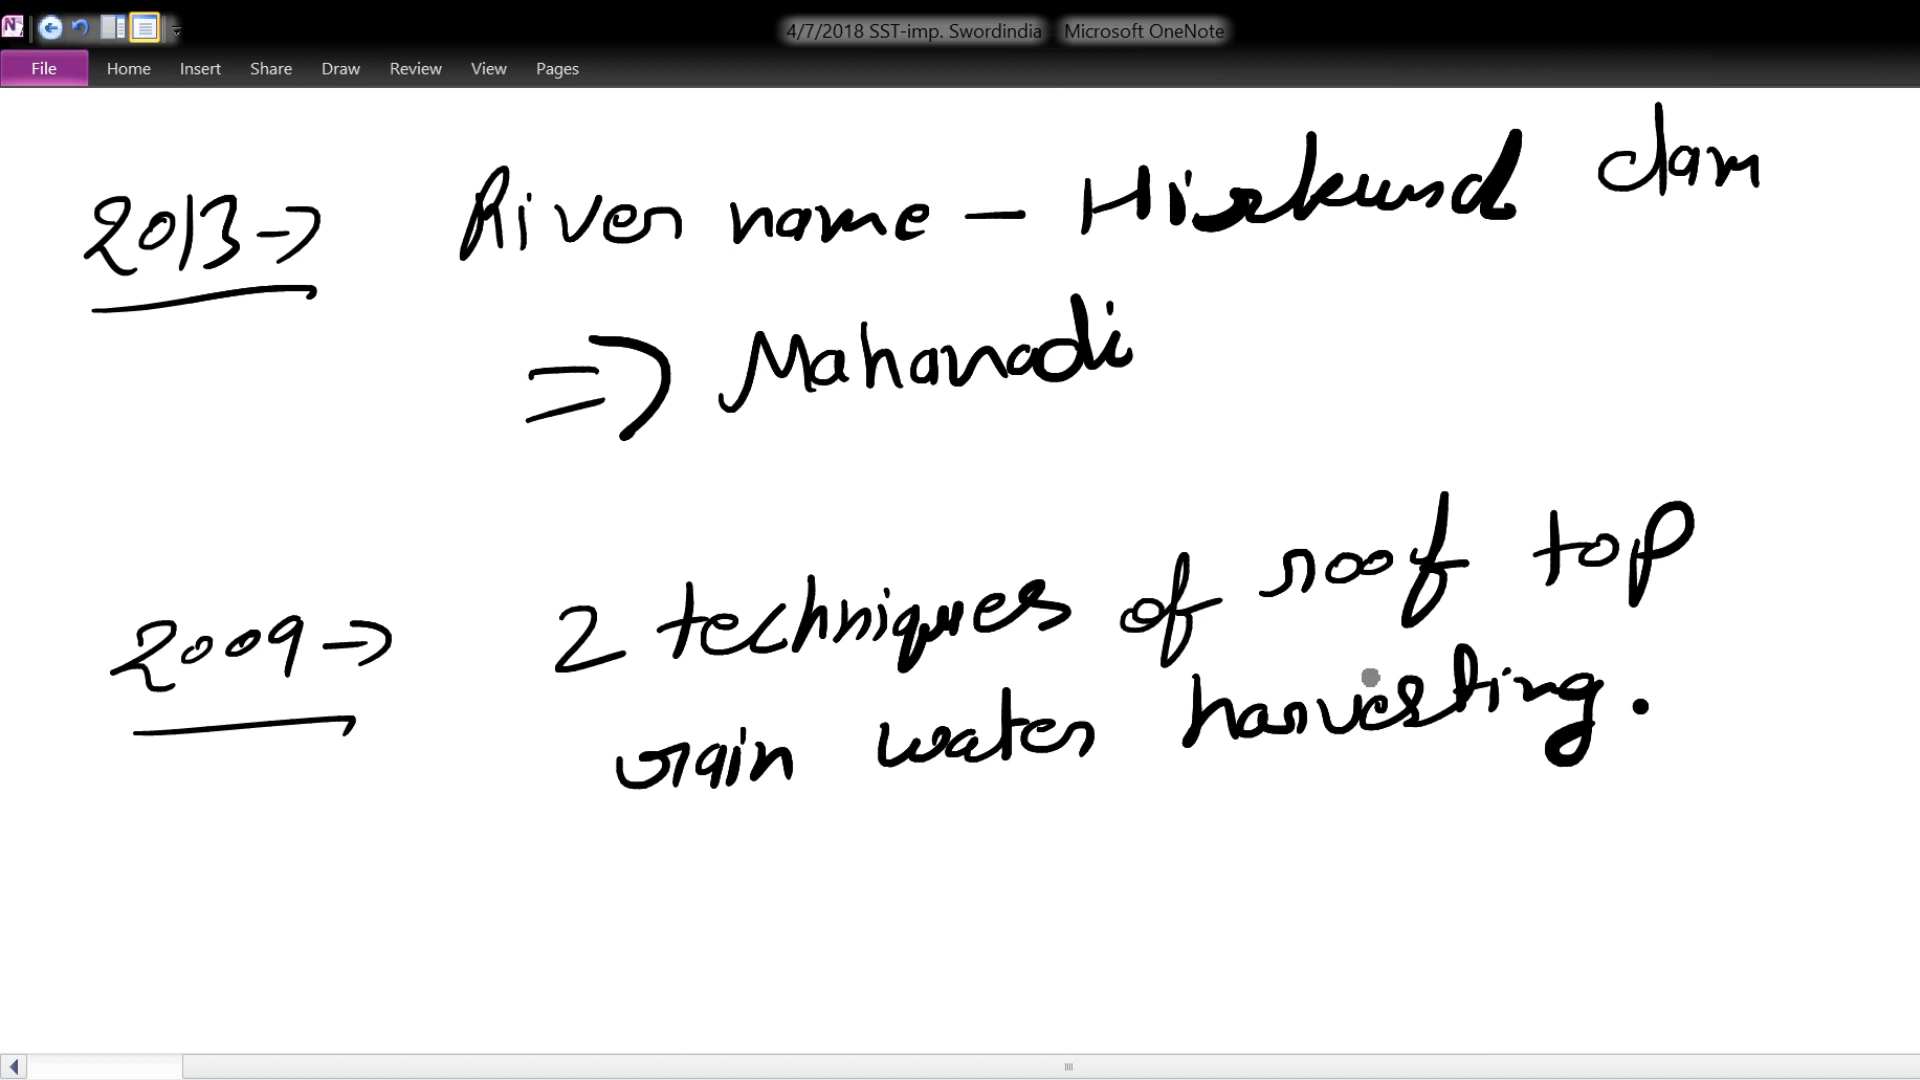 4/7/2018 SST-imp. Swordindia - Microsoft OneNote
File Home Insert Share Draw Review View Pages
2013-> River name - Hirakund dam
=> Mahanadi
2009-> 2 techniques of roof top
rain water harvesting.